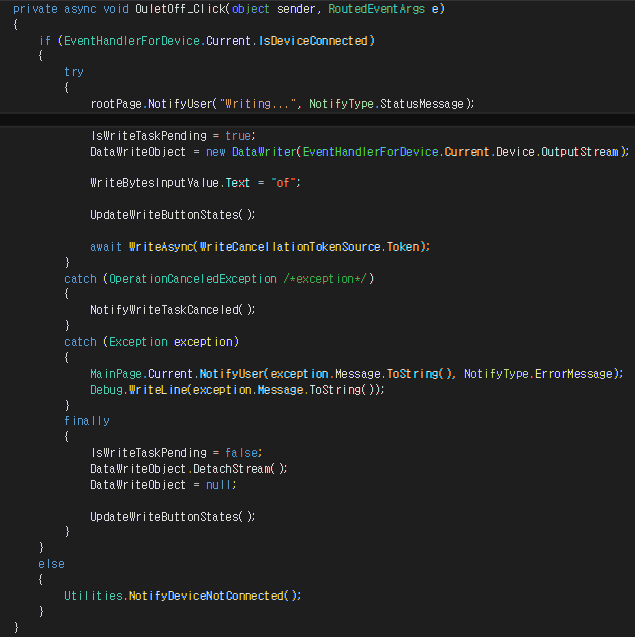 private async void OuletOff_Click(object sender, RoutedEventArgs e)
{
if (EventHandlerForDevice.Current.IsDeviceConnected)
{
try
{
rootPage.NotifyUser("Writing...", NotifyType.StatusMessage);
IsWriteTaskPending = true;
DataWriteObject = new DataWriter(EventHandlerForDevice.Current.Device.OutputStream);
WriteBytesInputValue.Text = "of";
UpdateWriteButtonStates();
await WriteAsync(WriteCancellationTokenSource.Token);
}
catch (OperationCanceledException /*exception*/)
{
NotifyWriteTaskCanceled();
}
catch (Exception exception)
{
MainPage.Current.NotifyUser(exception.Message.ToString(), NotifyType.ErrorMessage);
Debug.WriteLine(exception.Message.ToString());
}
finally
{
IsWriteTaskPending = false;
DataWriteObject.DetachStream();
DataWriteObject = null;
UpdateWriteButtonStates();
}
}
else
{
Utilities.NotifyDeviceNotConnected();
}
}